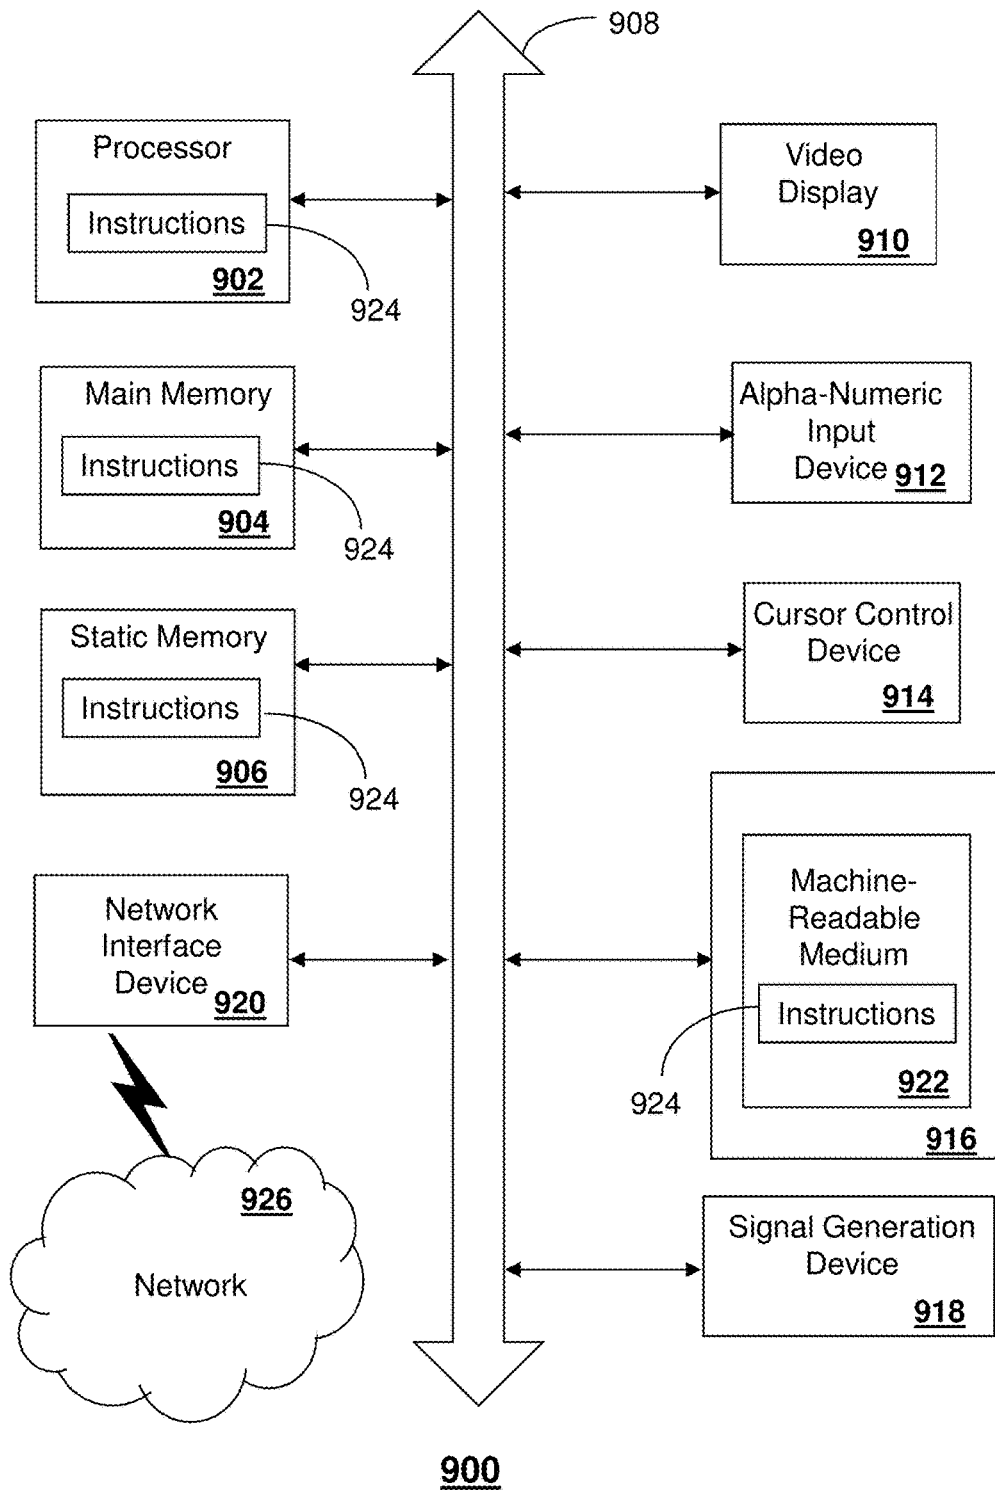 908
Processor
Instructions
902
924
Main Memory
Instructions
904
924
Static Memory
Instructions
906
924
Network
Interface
Device
920
926
Network
Video
Display
910
Alpha-Numeric
Input
Device
912
Cursor Control
Device
914
Machine-
Readable
Medium
Instructions
924
922
916
Signal Generation
Device
918
900